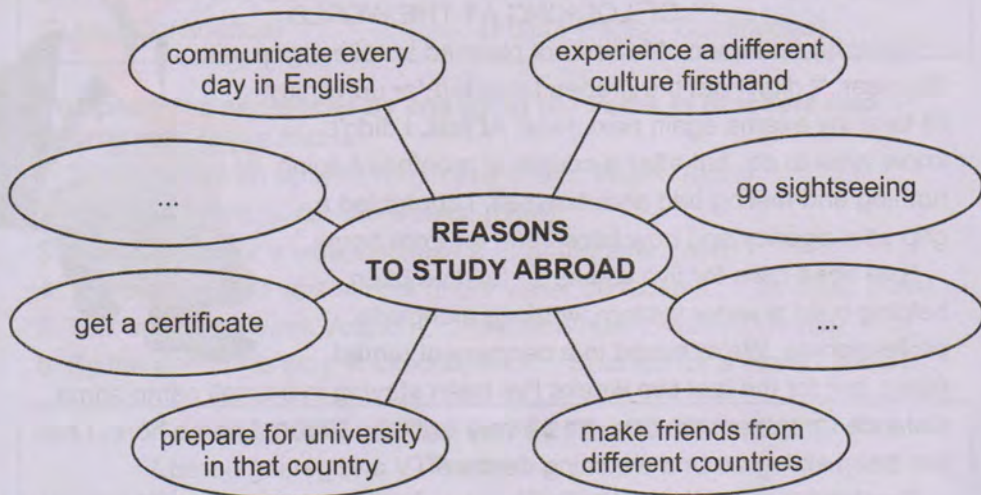 communicate every
day in English
experience a different
culture firsthand
...
go sightseeing
REASONS
TO STUDY ABROAD
get a certificate
...
prepare for university
in that country
make friends from
different countries